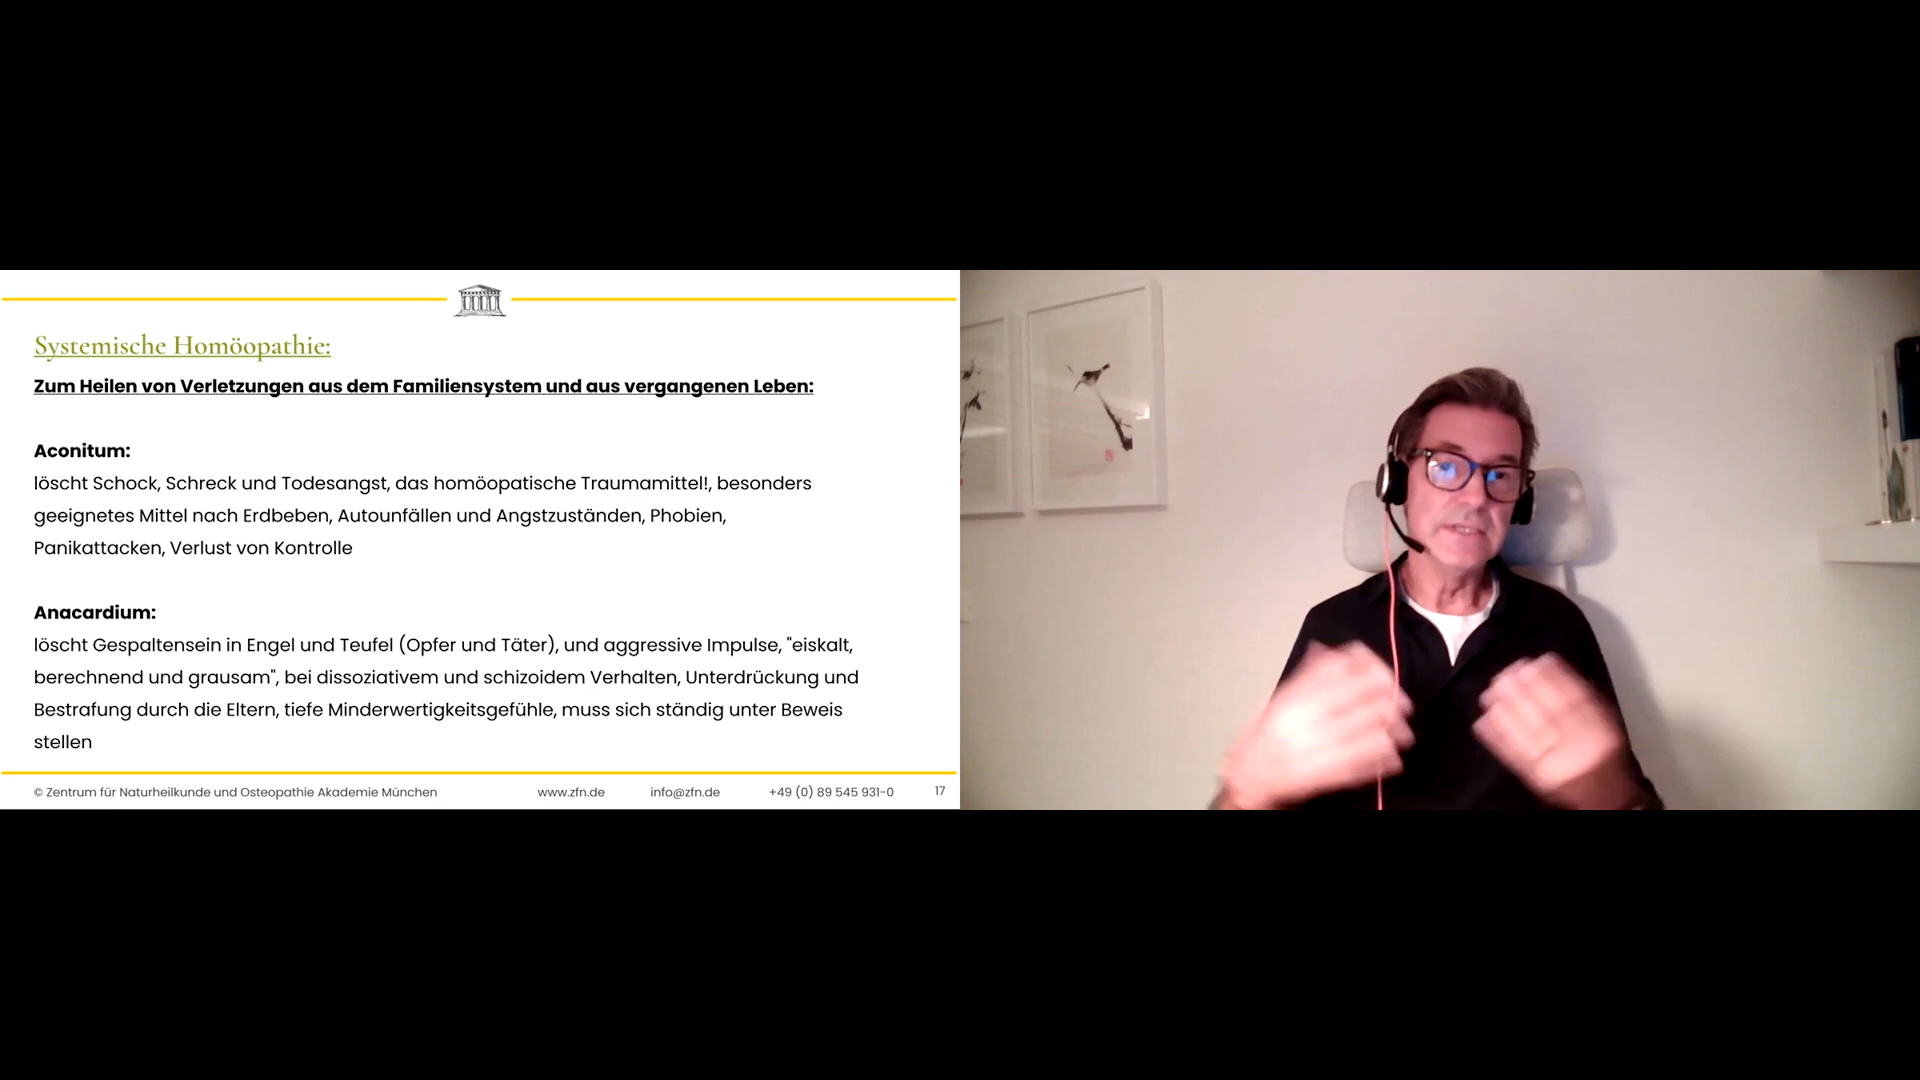 Systemische Homöopathie:
Zum Heilen von Verletzungen aus dem Familiensystem und aus vergangenen Leben:
Aconitum:
löscht Schock, Schreck und Todesangst, das homöopatische Traumamittel!, besonders
geeignetes Mittel nach Erdbeben, Autounfällen und Angstzuständen, Phobien,
Panikattacken, Verlust von Kontrolle
Anacardium:
löscht Gespaltensein in Engel und Teufel (Opfer und Täter), und aggressive Impulse, "eiskalt,
berechnend und grausam", bei dissoziativem und schizoidem Verhalten, Unterdrückung und
Bestrafung durch die Eltern, tiefe Minderwertigkeitsgefühle, muss sich ständig unter Beweis
stellen
© Zentrum für Naturheilkunde und Osteopathie Akademie München www.zfn.de info@zfn.de +49 (0) 89 545 931-0 17